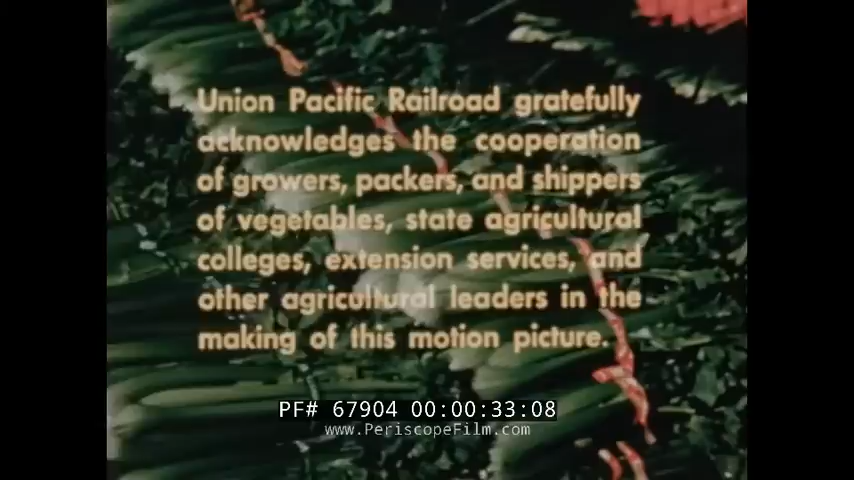 Union Pacific Railroad gratefully
acknowledges the cooperation
of growers, packers, and shippers
of vegetables, state agricultural
colleges, extension services, and
other agricultural leaders in the
making of this motion picture.
PF# 67904 00:00:33:08
www.PeriscopeFilm.com